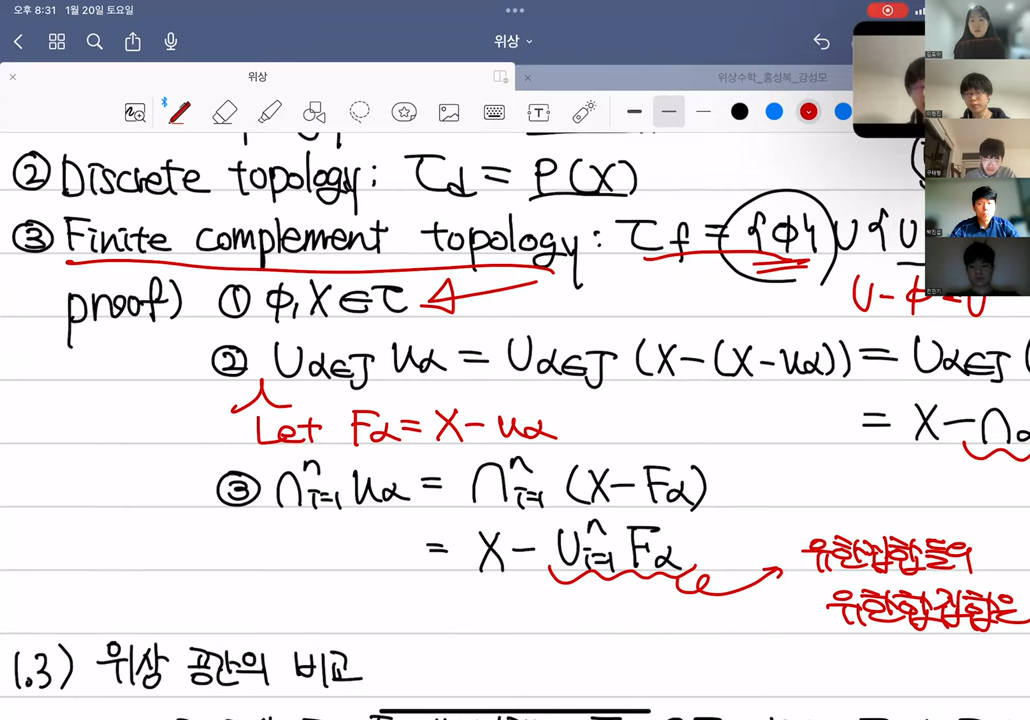 오후 8:31 1월 20일 토요일
위상
위상
위상수학_홍성복_감성모
② Discrete topology : τd = P(X)
③ Finite complement topology : τf = {φ} ∪ {U
U-φ=U
proof) ① φ, X ∈ τ
② ∪α∈J uα = ∪α∈J (X-(X-uα)) = ∪α∈J (
Let Fα = X-uα
= X-∩α
③ ∩ⁿi=1 uα = ∩ⁿi=1 (X-Fα)
= X - ∪ⁿi=1 Fα
유한집합들의
유한합집합은
1.3) 위상 공간의 비교